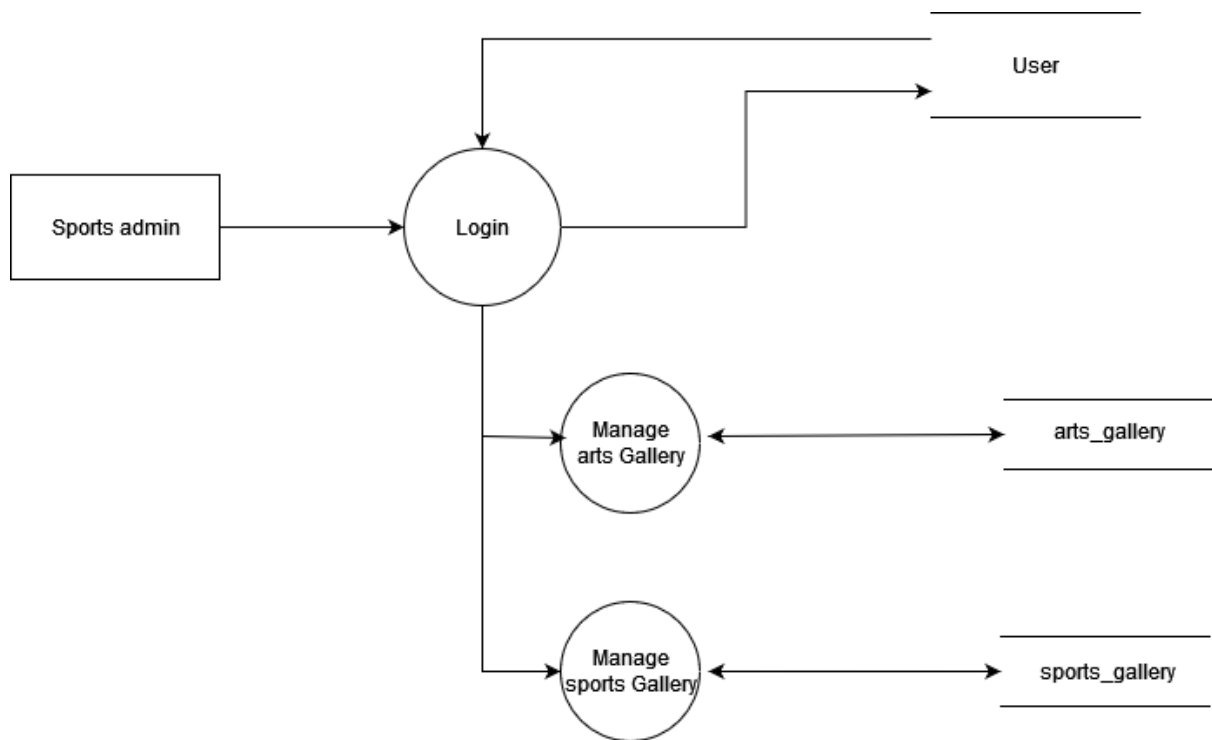 User
Sports admin
Login
Manage
arts Gallery
arts_gallery
Manage
sports Gallery
sports_gallery